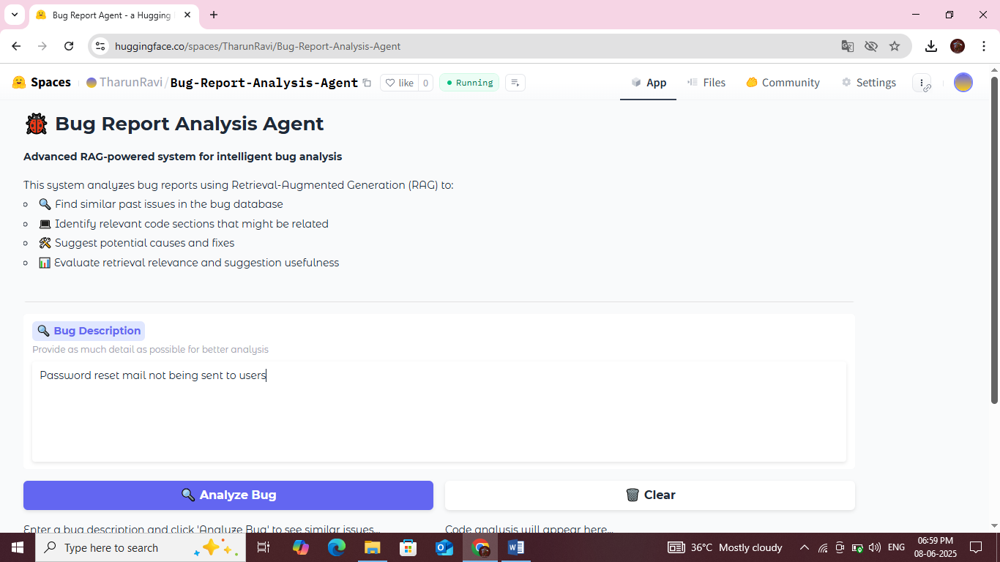 Bug Report Agent - a Hugging
huggingface.co/spaces/TharunRavi/Bug-Report-Analysis-Agent
Spaces TharunRavi/Bug-Report-Analysis-Agent like 0 Running App Files Community Settings
Bug Report Analysis Agent
Advanced RAG-powered system for intelligent bug analysis
This system analyzes bug reports using Retrieval-Augmented Generation (RAG) to:
Find similar past issues in the bug database
Identify relevant code sections that might be related
Suggest potential causes and fixes
Evaluate retrieval relevance and suggestion usefulness
Bug Description
Provide as much detail as possible for better analysis
Password reset mail not being sent to users
Analyze Bug Clear
Enter a bug description and click 'Analyze Bug' to see similar issues... Code analysis will appear here...
Type here to search 36°C Mostly cloudy ENG 06:59 PM
08-06-2025